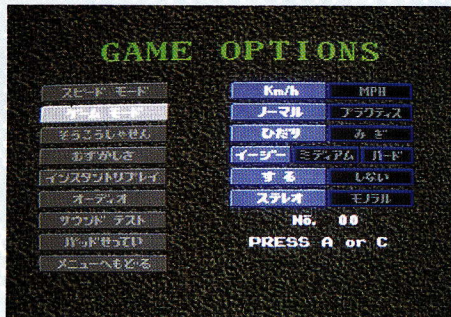 GAME OPTIONS
スピード モード Km/h MPH
ゲーム モード ノーマル プラクティス
そうこうしゃせん ひだり みぎ
むずかしさ イージー ミディアム ハード
インスタントリプレイ する しない
オーディオ ステレオ モノラル
サウンド テスト No. 00
パッドせってい PRESS A or C
メニューへもどる